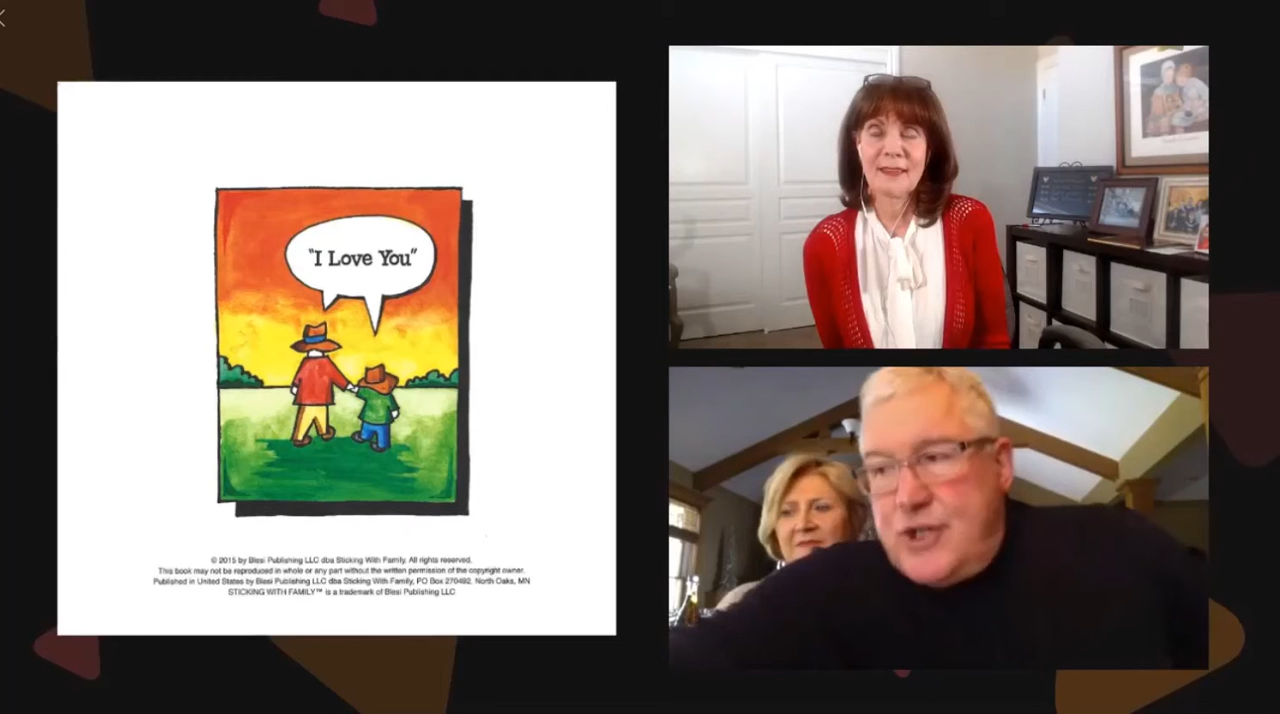 "I Love You"
© 2015 by Blesi Publishing LLC dba Sticking With Family. All rights reserved.
This book may not be reproduced in whole or any part without the written permission of the copyright owner.
Published in United States by Blesi Publishing LLC dba Sticking With Family, PO Box 270492, North Oaks, MN
STICKING WITH FAMILY™ is a trademark of Blesi Publishing LLC